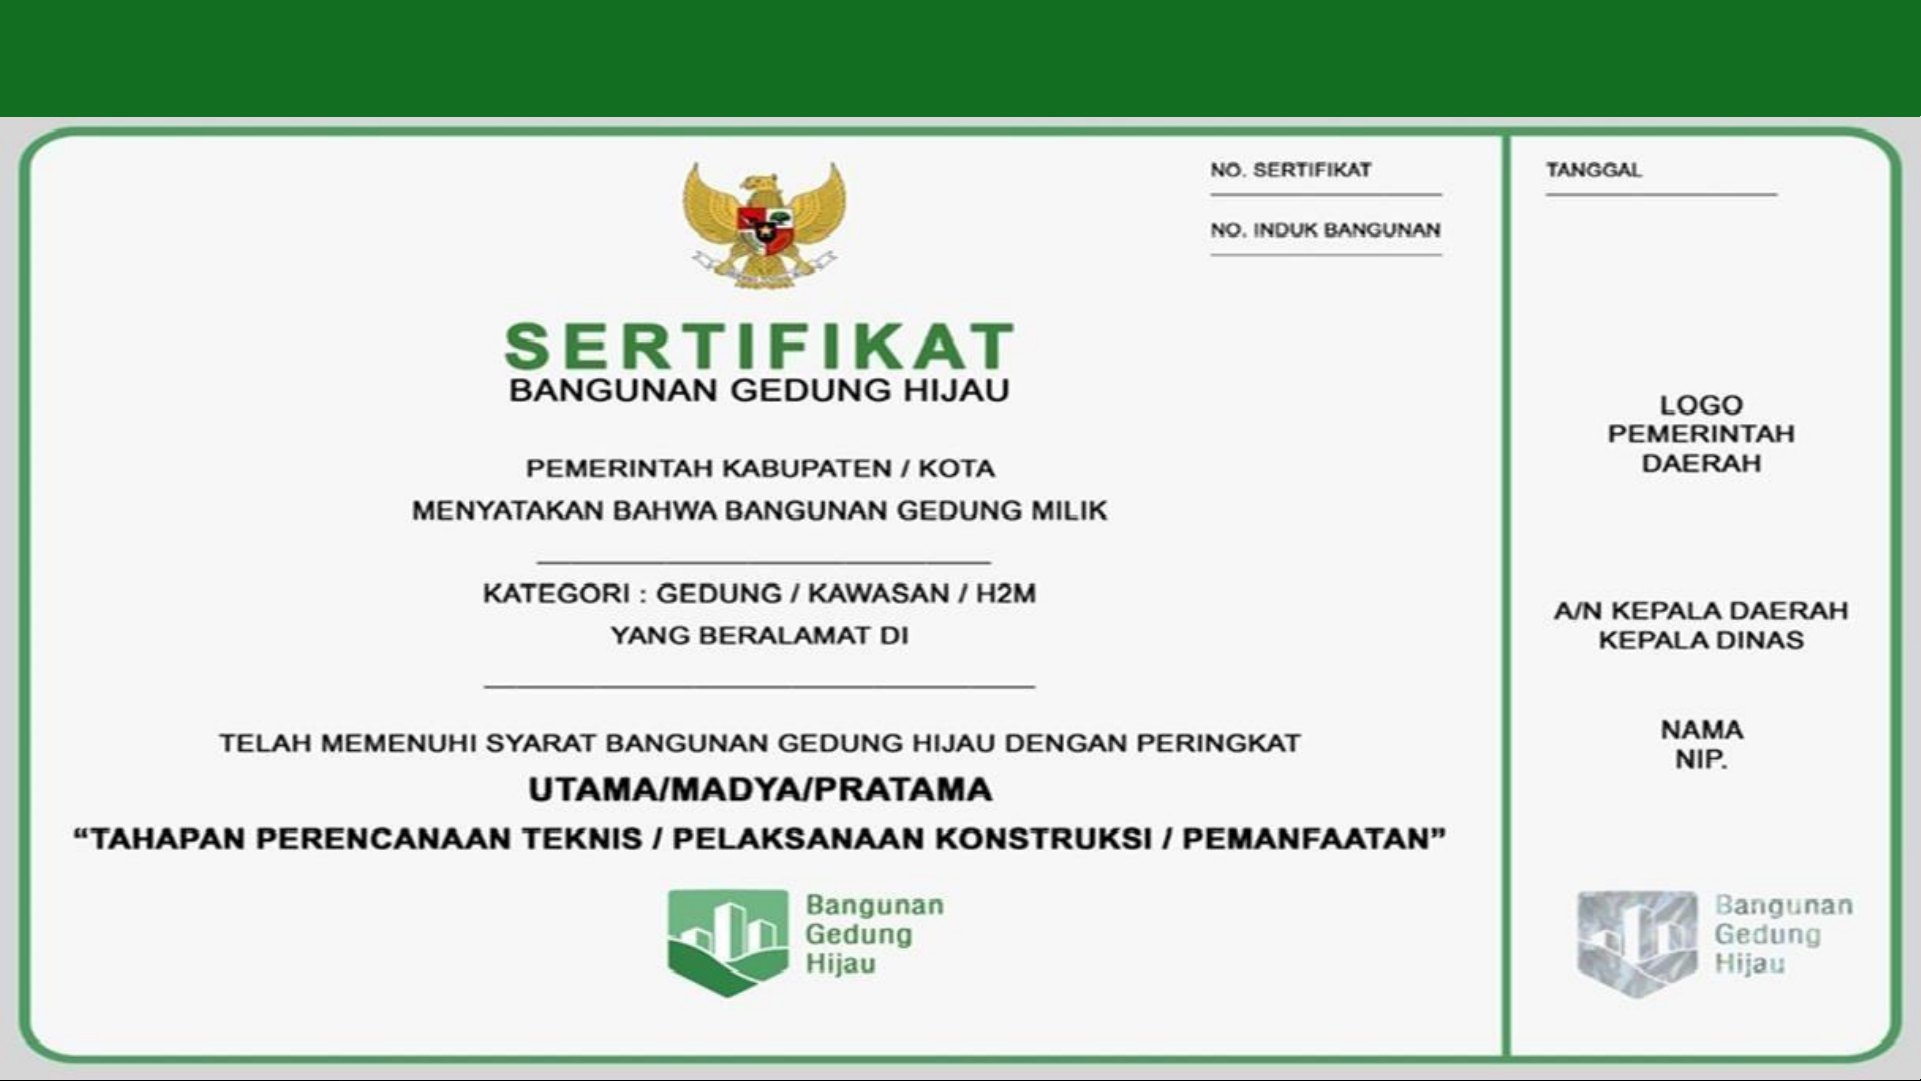 NO. SERTIFIKAT
NO. INDUK BANGUNAN
SERTIFIKAT
BANGUNAN GEDUNG HIJAU
PEMERINTAH KABUPATEN / KOTA
MENYATAKAN BAHWA BANGUNAN GEDUNG MILIK
KATEGORI : GEDUNG / KAWASAN / H2M
YANG BERALAMAT DI
TELAH MEMENUHI SYARAT BANGUNAN GEDUNG HIJAU DENGAN PERINGKAT
UTAMA/MADYA/PRATAMA
“TAHAPAN PERENCANAAN TEKNIS / PELAKSANAAN KONSTRUKSI / PEMANFAATAN”
Bangunan
Gedung
Hijau
TANGGAL
LOGO
PEMERINTAH
DAERAH
A/N KEPALA DAERAH
KEPALA DINAS
NAMA
NIP.
Bangunan
Gedung
Hijau